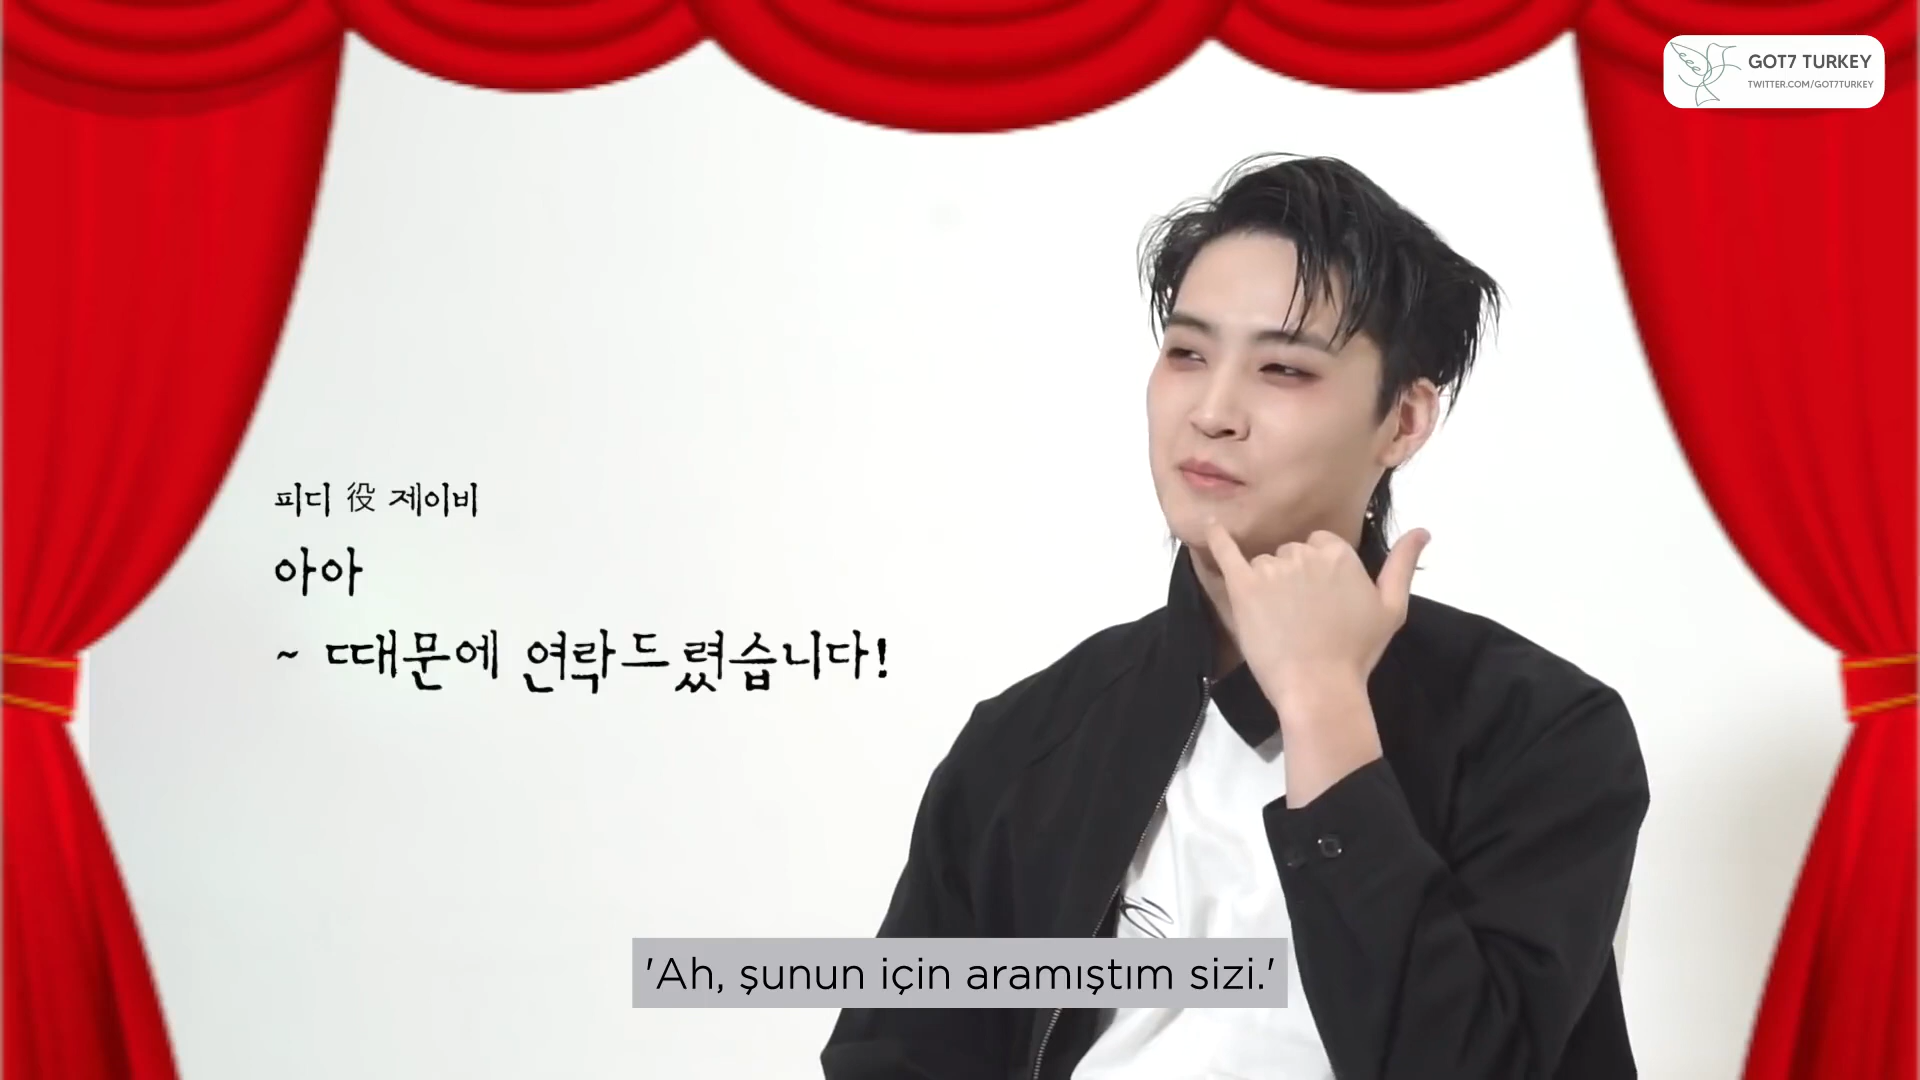 GOT7 TURKEY
TWITTER.COM/GOT7TURKEY
피디 役 제이비
아아
~ 때문에 연락드렸습니다!
'Ah, şunun için aramıştım sizi.'